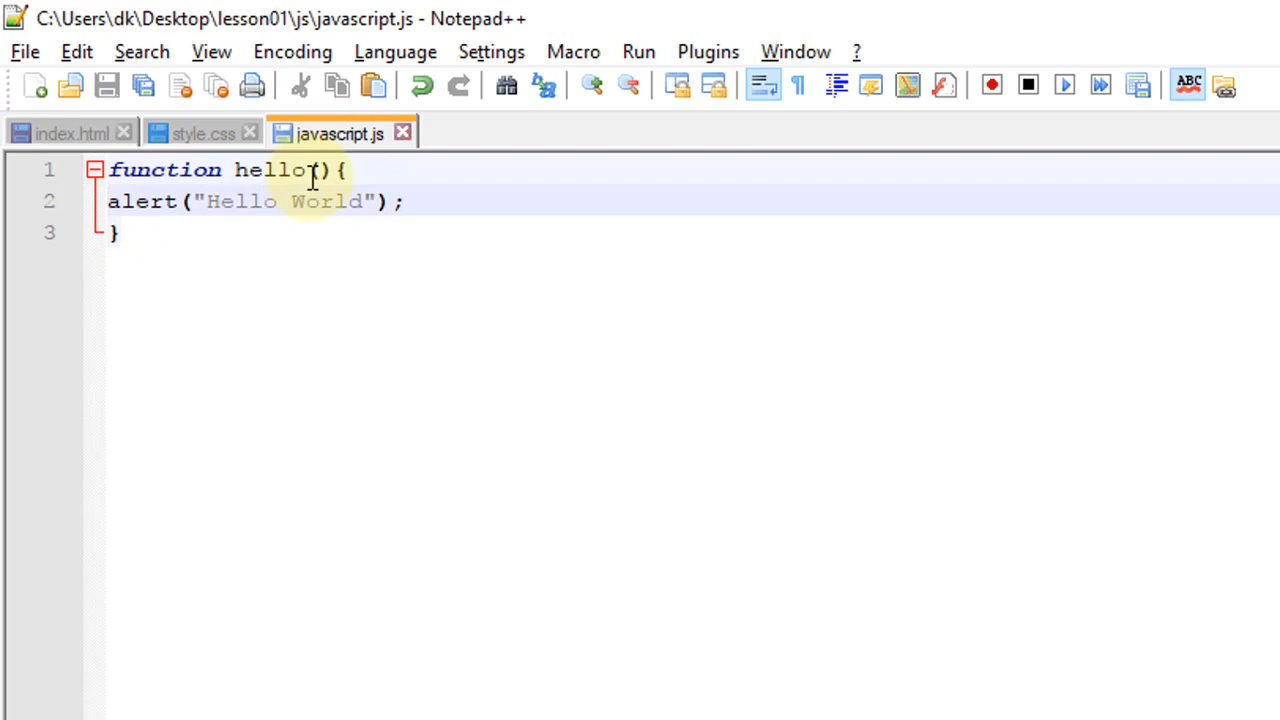 C:\Users\dk\Desktop\lesson01\js\javascript.js - Notepad++
File Edit Search View Encoding Language Settings Macro Run Plugins Window ?
ABC
index.html style.css javascript.js
1 function hello(){
2 alert("Hello World");
3 }